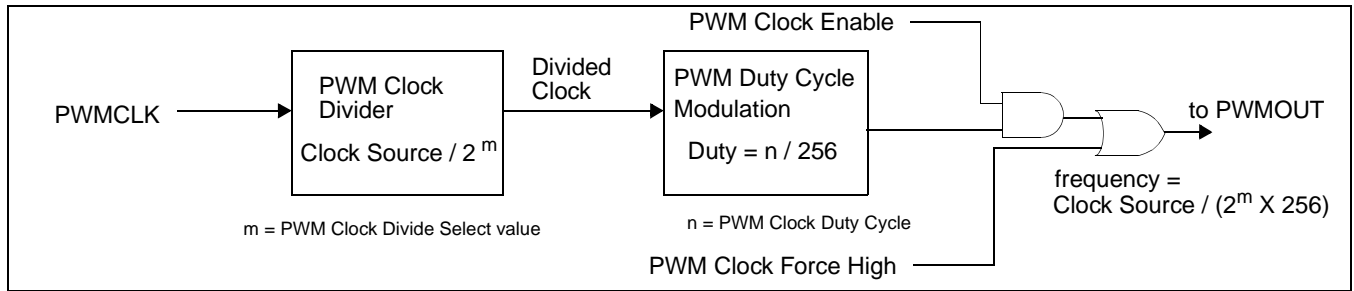 PWM Clock Enable
PWMCLK
PWM Clock
Divider
Clock Source / 2 m
Divided
Clock
PWM Duty Cycle
Modulation
Duty = n / 256
to PWMOUT
frequency =
Clock Source / (2m X 256)
m = PWM Clock Divide Select value
n = PWM Clock Duty Cycle
PWM Clock Force High